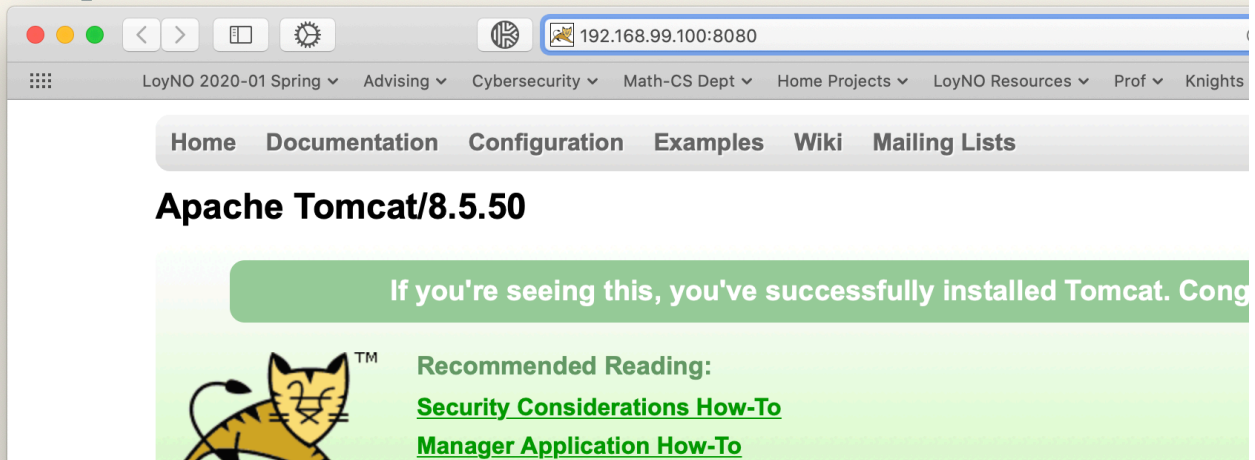 192.168.99.100:8080
LoyNO 2020-01 Spring Advising Cybersecurity Math-CS Dept Home Projects LoyNO Resources Prof Knights
Home Documentation Configuration Examples Wiki Mailing Lists
Apache Tomcat/8.5.50
If you're seeing this, you've successfully installed Tomcat. Cong
TM
Recommended Reading:
Security Considerations How-To
Manager Application How-To